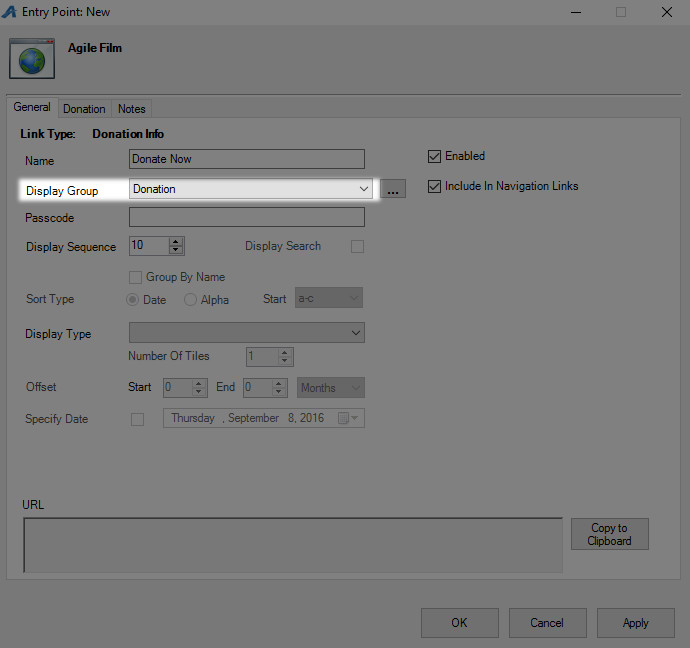 Entry Point: New
Agile Film
General Donation Notes
Link Type: Donation Info
Name Donate Now Enabled
Display Group Donation ... Include In Navigation Links
Passcode
Display Sequence 10 Display Search
Group By Name
Sort Type Date Alpha Start a-c
Display Type
Number Of Tiles 1
Offset Start 0 End 0 Months
Specify Date Thursday , September 8, 2016
URL
Copy to
Clipboard
OK Cancel Apply